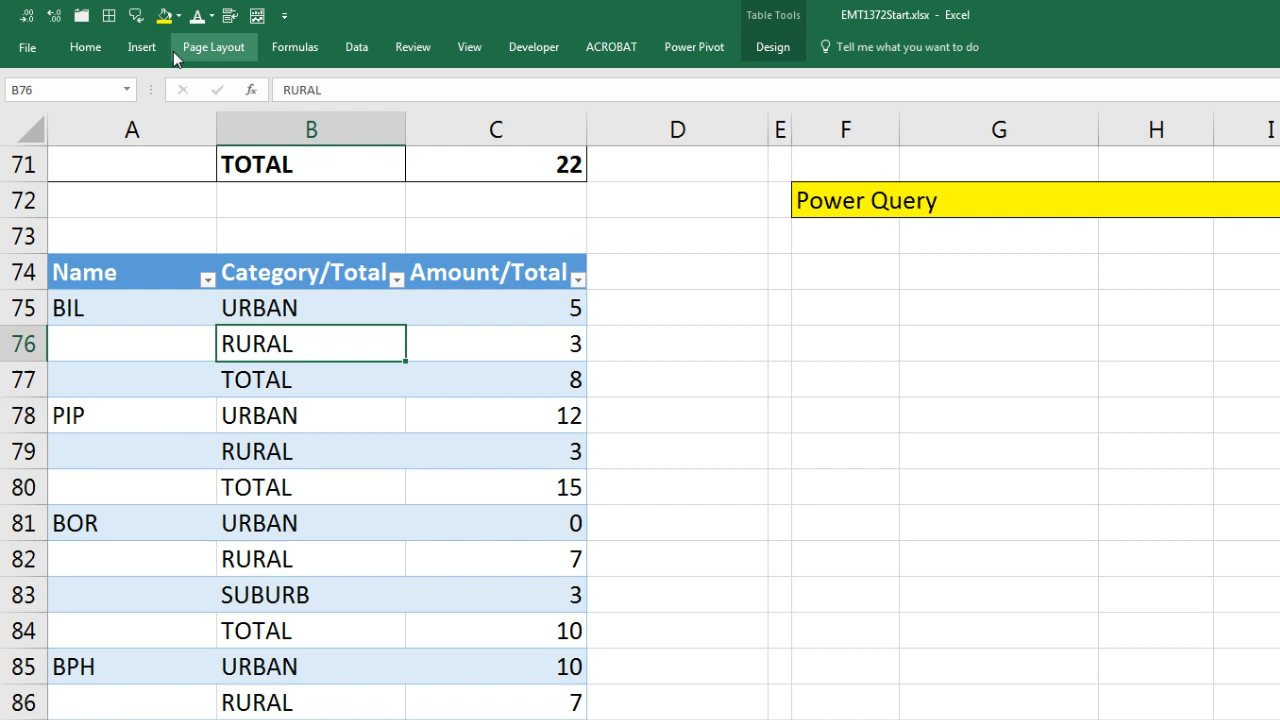 Table Tools
EMT1372Start.xlsx - Excel
File Home Insert Page Layout Formulas Data Review View Developer ACROBAT Power Pivot Design Tell me what you want to do
B76 fx RURAL
A B C D E F G H I
71 TOTAL 22
72 Power Query
73
74 Name Category/Total Amount/Total
75 BIL URBAN 5
76 RURAL 3
77 TOTAL 8
78 PIP URBAN 12
79 RURAL 3
80 TOTAL 15
81 BOR URBAN 0
82 RURAL 7
83 SUBURB 3
84 TOTAL 10
85 BPH URBAN 10
86 RURAL 7